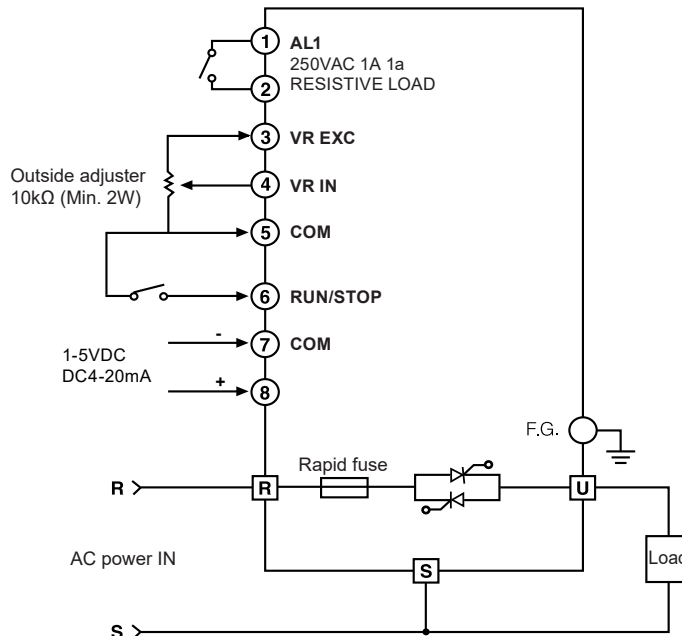 1 AL1
250VAC 1A 1a
2 RESISTIVE LOAD
3 VR EXC
Outside adjuster
10kΩ (Min. 2W)
4 VR IN
5 COM
6 RUN/STOP
1-5VDC
DC4-20mA
- 7 COM
+ 8
F.G.
R R Rapid fuse U
AC power IN
S
Load
S